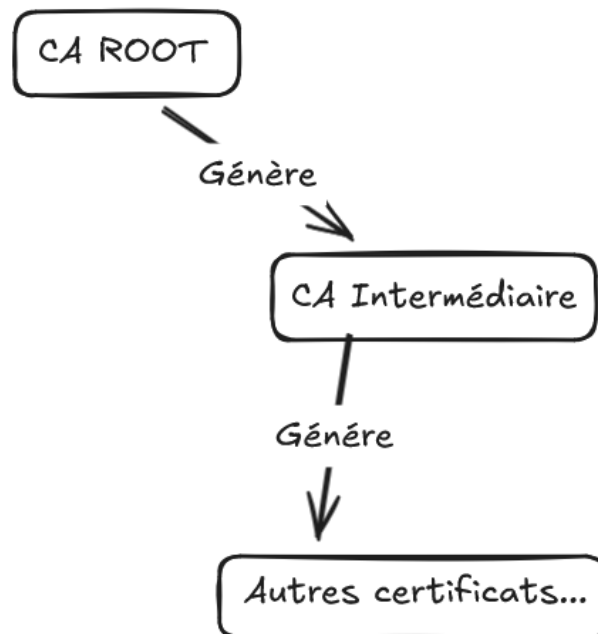 CA ROOT
Génère
CA Intermédiaire
Génére
Autres certificats...